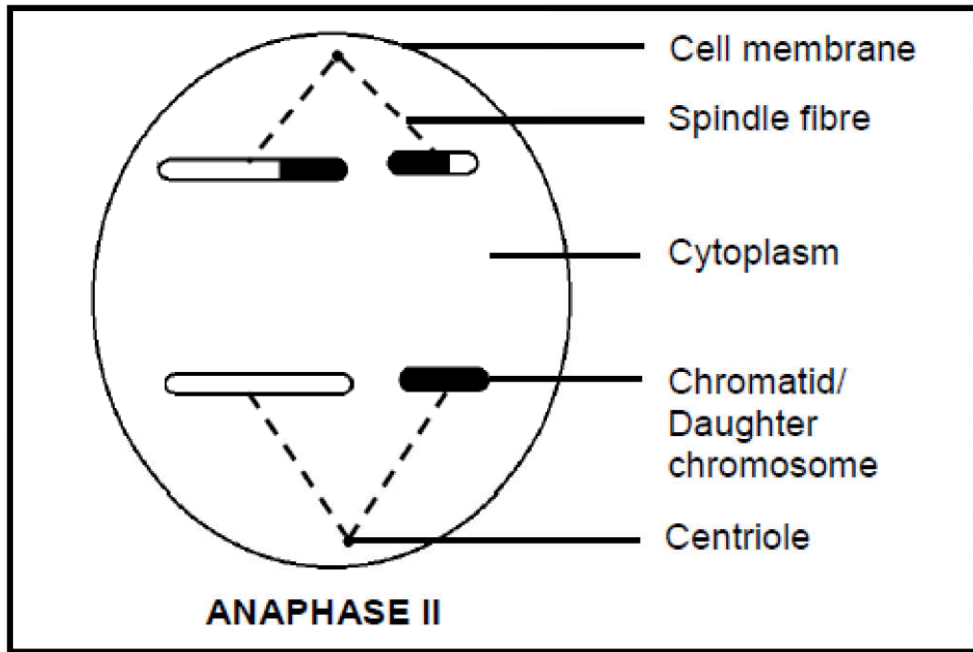 Cell membrane
Spindle fibre
Cytoplasm
Chromatid/
Daughter
chromosome
Centriole
ANAPHASE II